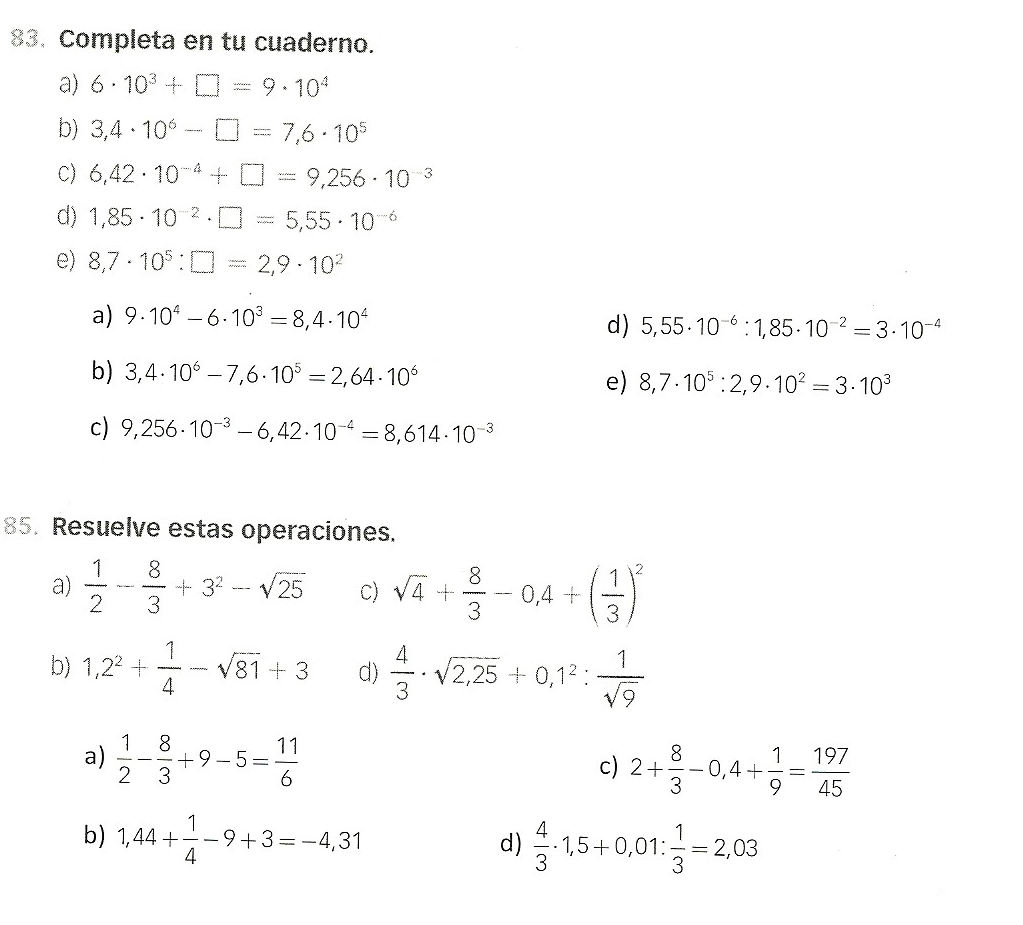 83. Completa en tu cuaderno.
a) 6 · 10³ + □ = 9 · 10⁴
b) 3,4 · 10⁶ − □ = 7,6 · 10⁵
c) 6,42 · 10⁻⁴ + □ = 9,256 · 10⁻³
d) 1,85 · 10⁻² · □ = 5,55 · 10⁻⁶
e) 8,7 · 10⁵ : □ = 2,9 · 10²
a) 9·10⁴ − 6·10³ = 8,4·10⁴
b) 3,4·10⁶ − 7,6·10⁵ = 2,64·10⁶
c) 9,256·10⁻³ − 6,42·10⁻⁴ = 8,614·10⁻³
d) 5,55·10⁻⁶ : 1,85·10⁻² = 3·10⁻⁴
e) 8,7·10⁵ : 2,9·10² = 3·10³
85. Resuelve estas operaciones.
a) 1/2 − 8/3 + 3² − √25
c) √4 + 8/3 − 0,4 + (1/3)²
b) 1,2² + 1/4 − √81 + 3
d) 4/3 · √2,25 + 0,1² : 1/√9
a) 1/2 − 8/3 + 9 − 5 = 11/6
c) 2 + 8/3 − 0,4 + 1/9 = 197/45
b) 1,44 + 1/4 − 9 + 3 = −4,31
d) 4/3 · 1,5 + 0,01 : 1/3 = 2,03